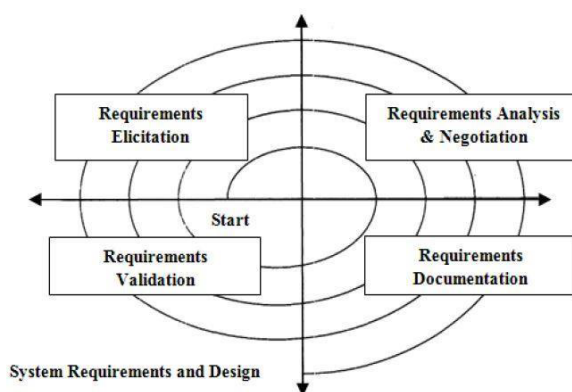 Requirements
Elicitation
Requirements Analysis
& Negotiation
Start
Requirements
Validation
Requirements
Documentation
System Requirements and Design